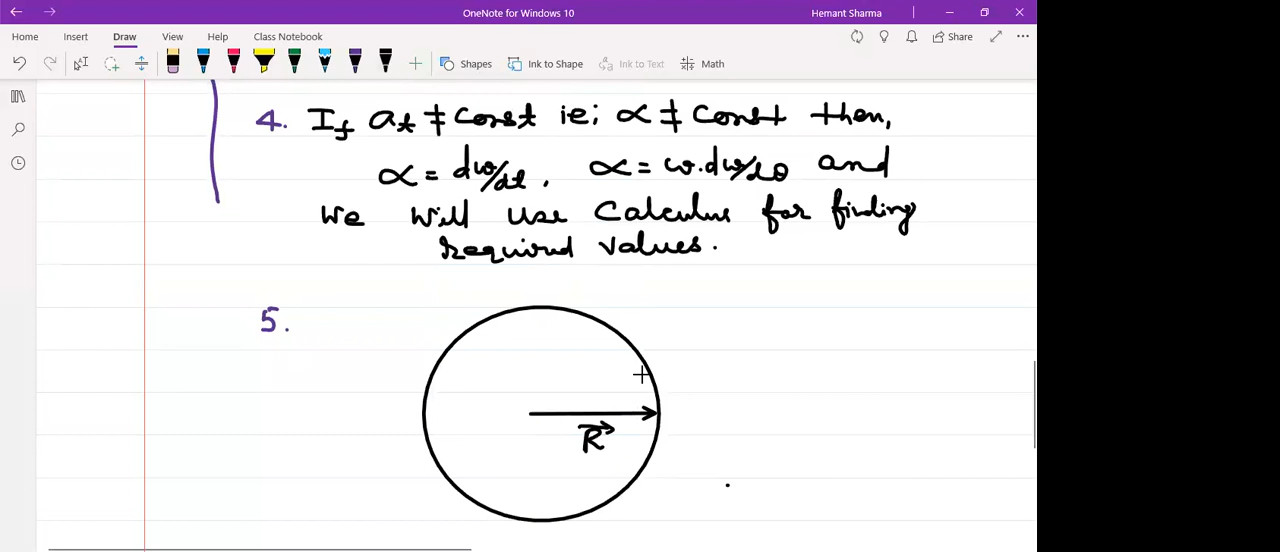 OneNote for Windows 10
Hemant Sharma
Home Insert Draw View Help Class Notebook
Share
Shapes Ink to Shape Ink to Text Math
4. If at ≠ const ie; α ≠ const then,
α = dω/dt, α = ω.dω/dθ and
We will use Calculus for finding
required values.
5.
R